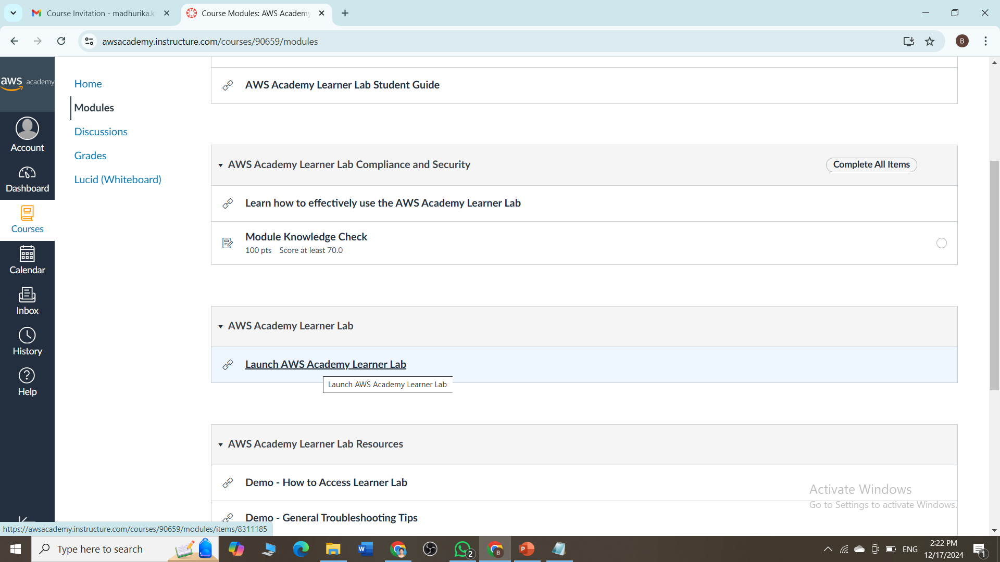 Course Invitation - madhurika.k
Course Modules: AWS Academy
awsacademy.instructure.com/courses/90659/modules
B
aws academy
Account
Dashboard
Courses
Calendar
Inbox
History
Help
Home
Modules
Discussions
Grades
Lucid (Whiteboard)
AWS Academy Learner Lab Student Guide
AWS Academy Learner Lab Compliance and Security
Complete All Items
Learn how to effectively use the AWS Academy Learner Lab
Module Knowledge Check
100 pts Score at least 70.0
AWS Academy Learner Lab
Launch AWS Academy Learner Lab
Launch AWS Academy Learner Lab
AWS Academy Learner Lab Resources
Demo - How to Access Learner Lab
Demo - General Troubleshooting Tips
Activate Windows
Go to Settings to activate Windows.
https://awsacademy.instructure.com/courses/90659/modules/items/8311185
Type here to search
W
2
B
P
ENG
2:22 PM
12/17/2024
1